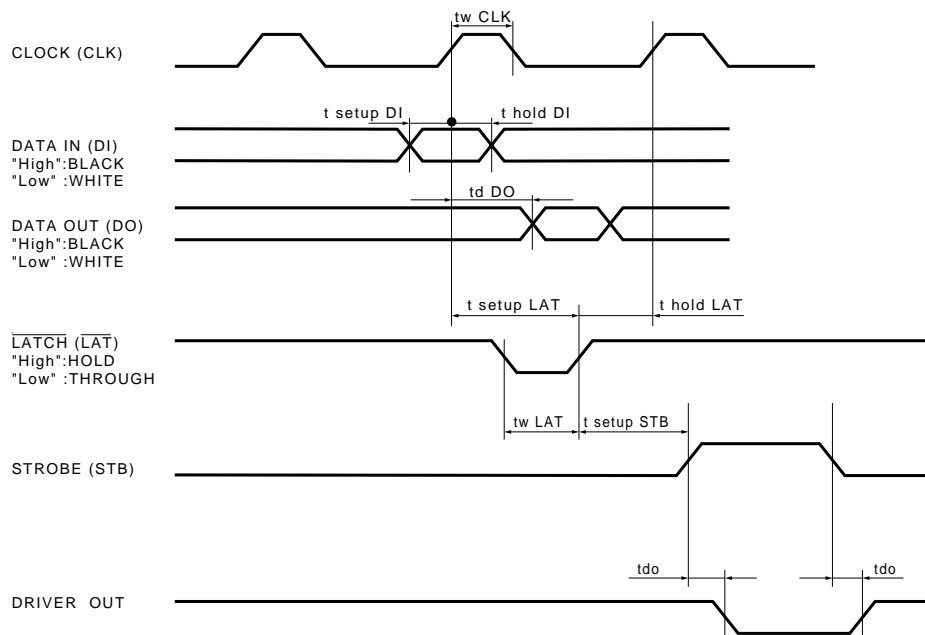 tw CLK
CLOCK (CLK)
t setup DI
t hold DI
DATA IN (DI)
"High":BLACK
"Low" :WHITE
td DO
DATA OUT (DO)
"High":BLACK
"Low" :WHITE
t setup LAT
t hold LAT
LATCH (LAT)
"High":HOLD
"Low" :THROUGH
tw LAT
t setup STB
STROBE (STB)
tdo
tdo
DRIVER OUT